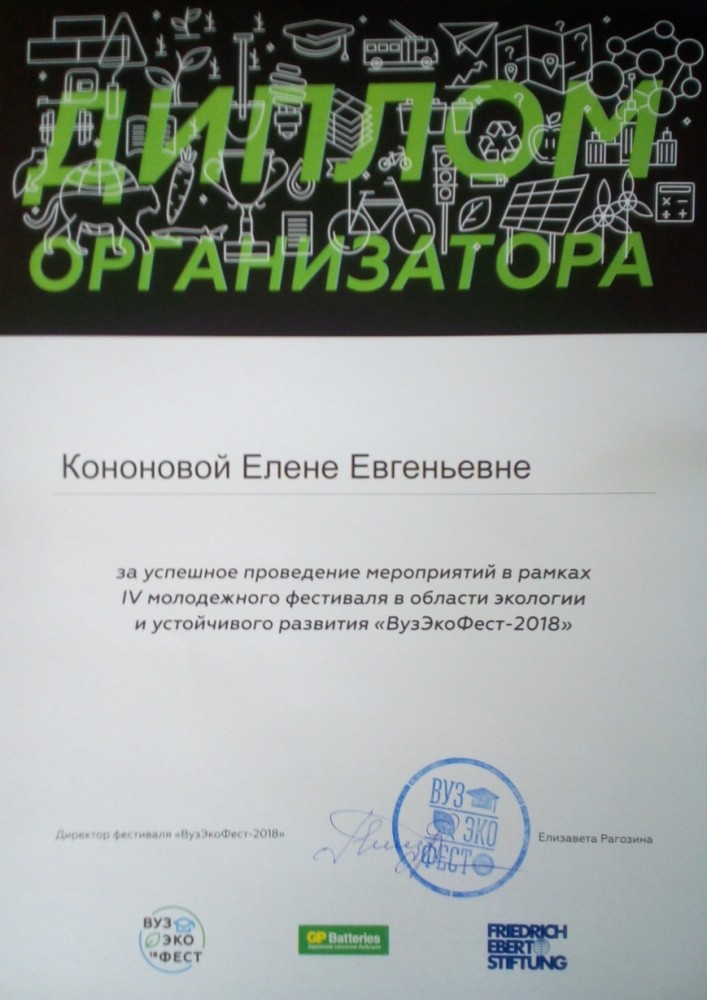 ДИПЛОМ
ОРГАНИЗАТОРА
Кононовой Елене Евгеньевне
за успешное проведение мероприятий в рамках
IV молодежного фестиваля в области экологии
и устойчивого развития «ВузЭкоФест-2018»
ВУЗ
ЭКО
ФЕСТ
Директор фестиваля «ВузЭкоФест-2018»
Елизавета Рагозина
ВУЗ
ЭКО
18 ФЕСТ
GP Batteries
FRIEDRICH
EBERT
STIFTUNG